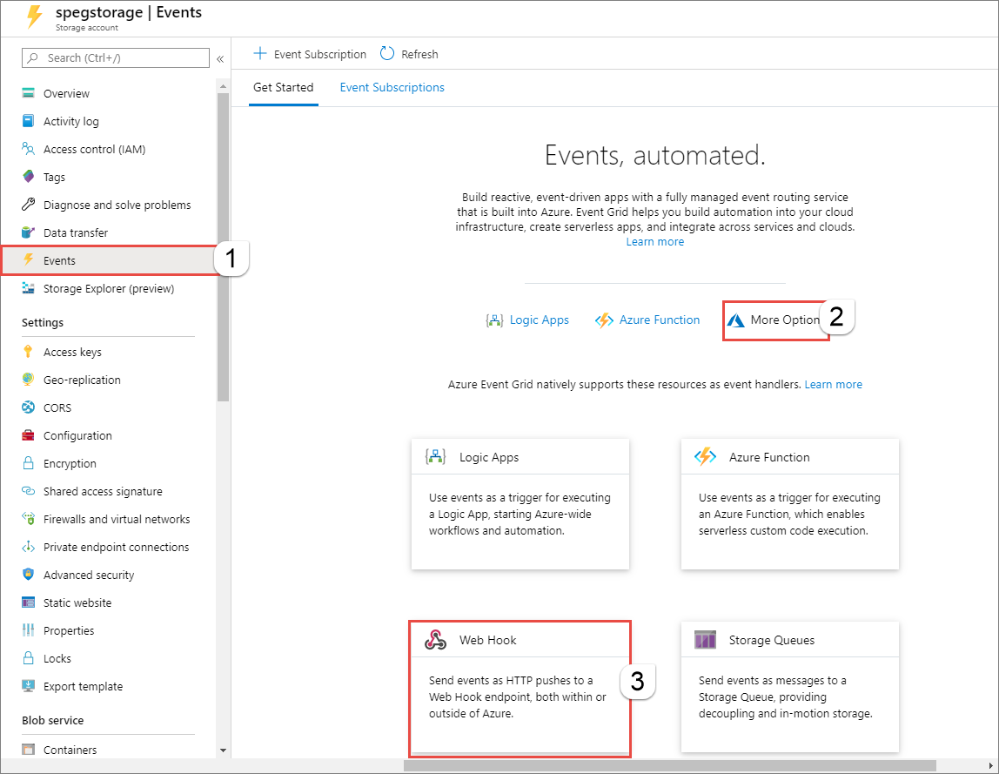 spegstorage | Events
Storage account
Search (Ctrl+/)
«
Overview
Activity log
Access control (IAM)
Tags
Diagnose and solve problems
Data transfer
Events
1
Storage Explorer (preview)
Settings
Access keys
Geo-replication
CORS
Configuration
Encryption
Shared access signature
Firewalls and virtual networks
Private endpoint connections
Advanced security
Static website
Properties
Locks
Export template
Blob service
Containers
Event Subscription
Refresh
Get Started
Event Subscriptions
Events, automated.
Build reactive, event-driven apps with a fully managed event routing service
that is built into Azure. Event Grid helps you build automation into your cloud
infrastructure, create serverless apps, and integrate across services and clouds.
Learn more
Logic Apps
Azure Function
More Option
2
Azure Event Grid natively supports these resources as event handlers. Learn more
Logic Apps
Use events as a trigger for executing
a Logic App, starting Azure-wide
workflows and automation.
Azure Function
Use events as a trigger for executing
an Azure Function, which enables
serverless custom code execution.
Web Hook
Send events as HTTP pushes to a
Web Hook endpoint, both within or
outside of Azure.
3
Storage Queues
Send events as messages to a
Storage Queue, providing
decoupling and in-motion storage.